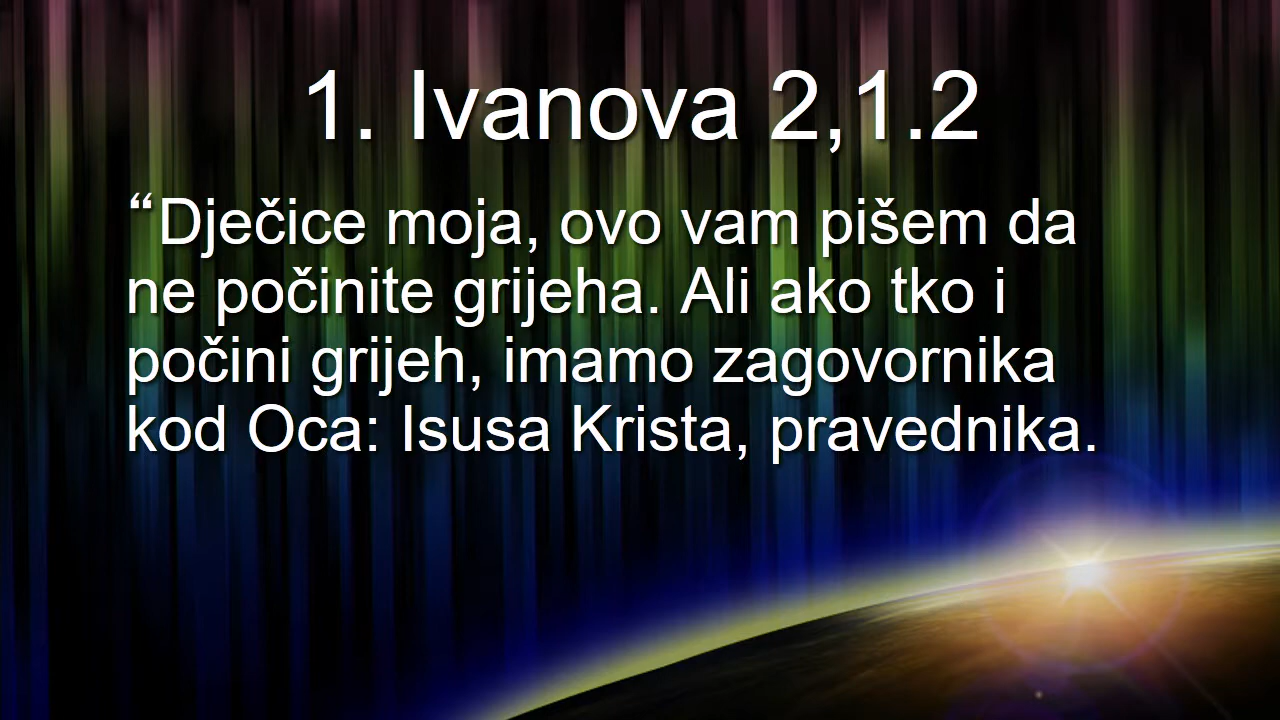 1. Ivanova 2,1.2
“Dječice moja, ovo vam pišem da
ne počinite grijeha. Ali ako tko i
počini grijeh, imamo zagovornika
kod Oca: Isusa Krista, pravednika.